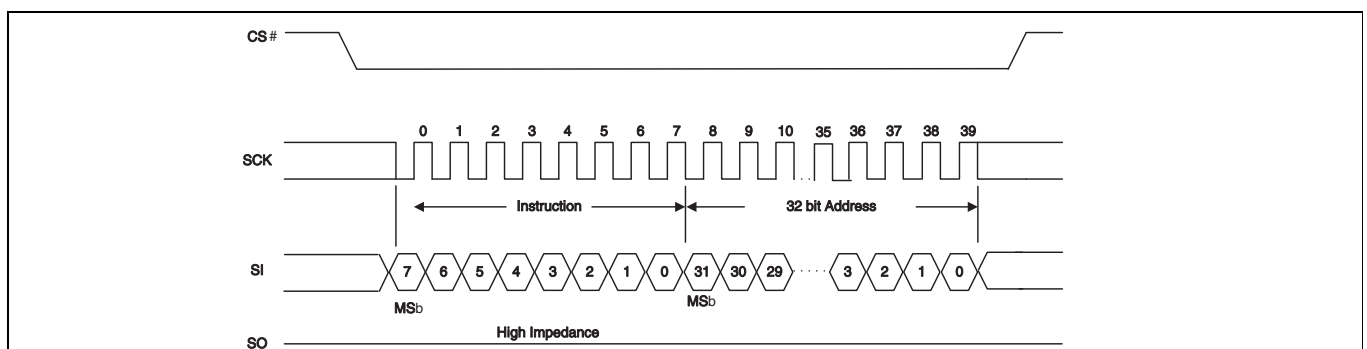 CS#
0 1 2 3 4 5 6 7 8 9 10 35 36 37 38 39
SCK
Instruction 32 bit Address
SI 7 6 5 4 3 2 1 0 31 30 29 3 2 1 0
MSb MSb
High Impedance
SO